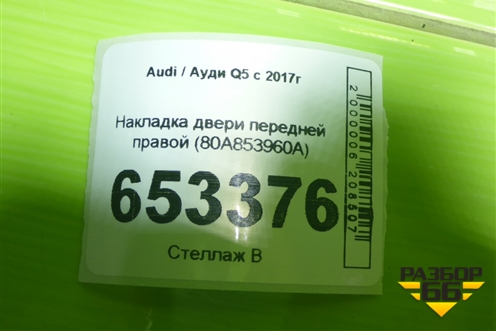 Audi / Ауди Q5 с 2017г
Накладка двери передней
правой (80A853960A)
653376
Стеллаж В
2000006208507
РАЗБОР
66